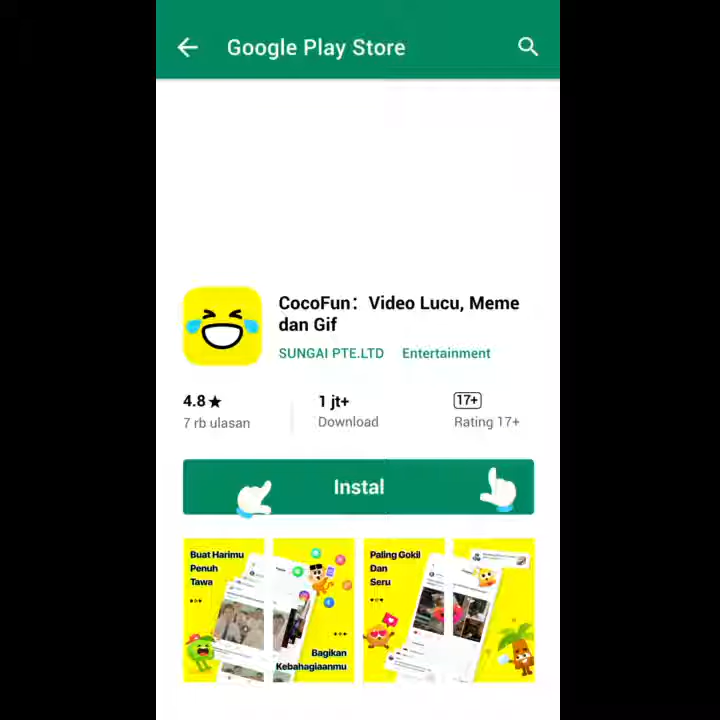 Google Play Store
CocoFun: Video Lucu, Meme
dan Gif
SUNGAI PTE.LTD Entertainment
4.8★ 1 jt+ 17+
7 rb ulasan Download Rating 17+
Instal
Buat Harimu
Penuh
Tawa
Bagikan
Kebahagiaanmu
Paling Gokil
Dan
Seru